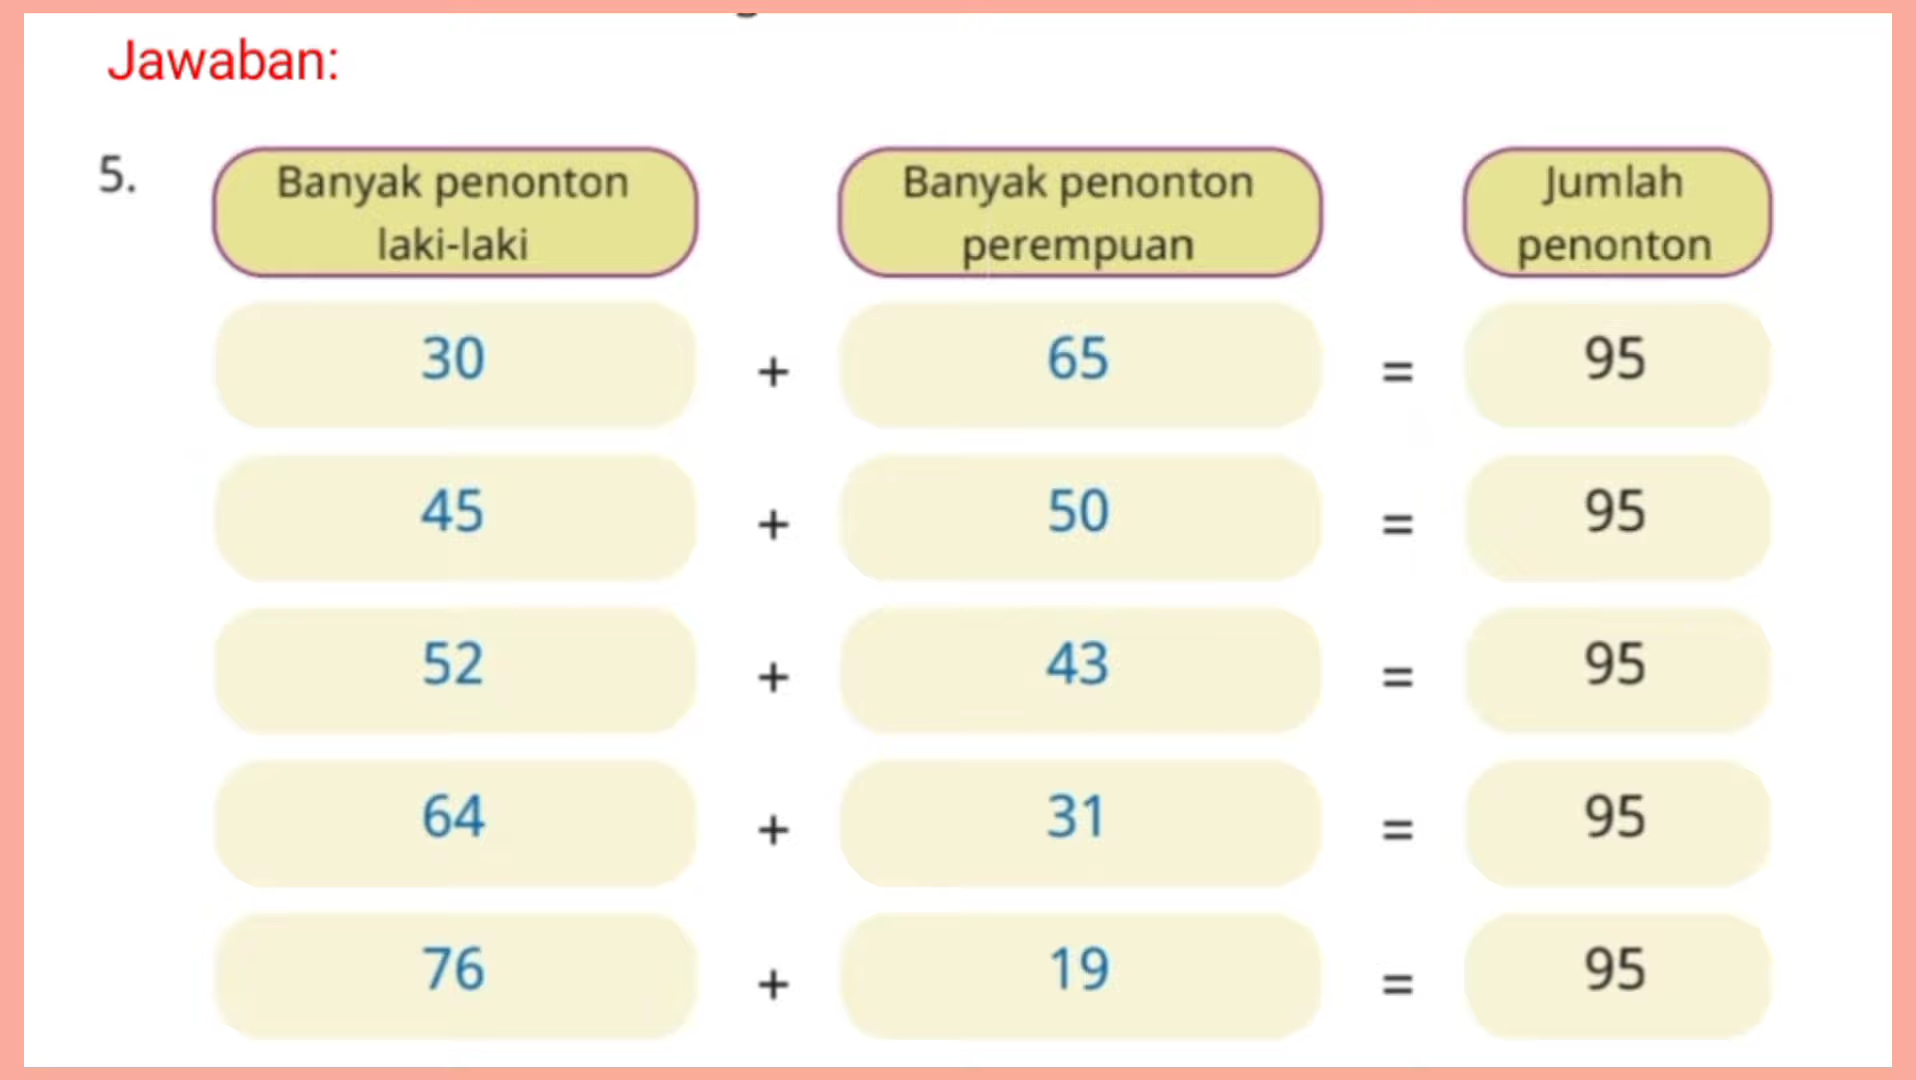 Jawaban:
5.
Banyak penonton
laki-laki
Banyak penonton
perempuan
Jumlah
penonton
30 + 65 = 95
45 + 50 = 95
52 + 43 = 95
64 + 31 = 95
76 + 19 = 95